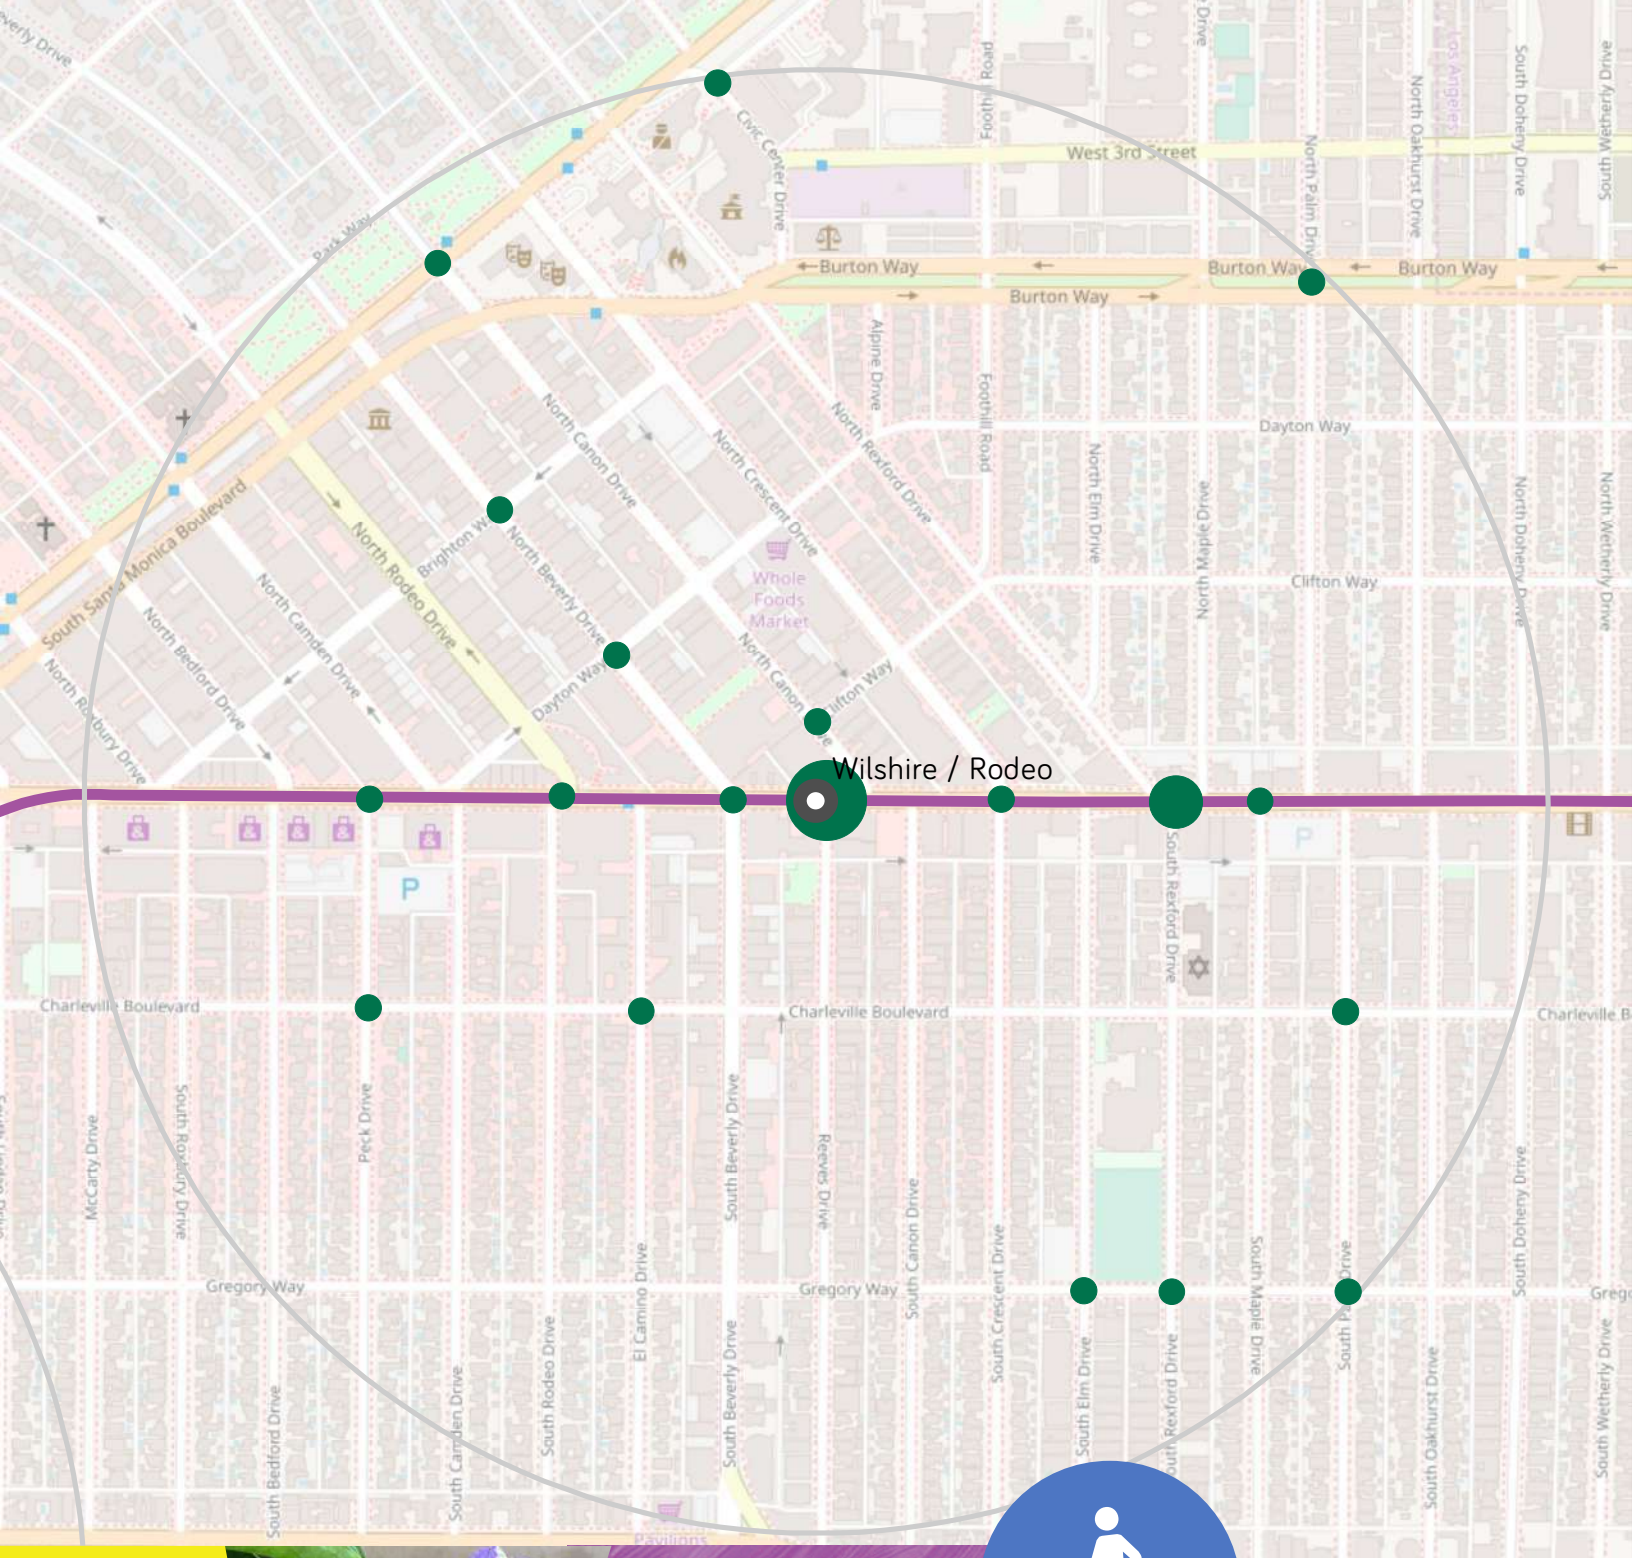 Drive
Foothill Road
Civic Center Drive
West 3rd Street
Los Angeles
South Doheny Drive
South Wetherly Drive
North Oakhurst Drive
Park Way
Burton Way
Burton Way
Burton Way
Burton Way
Alpine Drive
Foothill Road
North Rexford Drive
Dayton Way
North Canon Drive
North Crescent Drive
North Elm Drive
North Maple Drive
North Doheny Drive
North Wetherly Drive
South Santa Monica Boulevard
North Rodeo Drive
North Beverly Drive
Whole
Foods
Market
Clifton Way
North Camden Drive
North Bedford Drive
North Roxbury Drive
Dayton Way
Wilshire / Rodeo
P
P
South Rexford Drive
Charleville Boulevard
Charleville Boulevard
Charleville B
McCarty Drive
South Roxbury Drive
Peck Drive
South Beverly Drive
Reeves Drive
South Canon Drive
South Crescent Drive
South Maple Drive
South Doheny Drive
Gregory Way
Gregory Way
Grego
El Camino Drive
South Rodeo Drive
South Beverly Drive
South Elm Drive
South Oakhurst Drive
South Wetherly Drive
South Bedford Drive
South Camden Drive
Pavilions